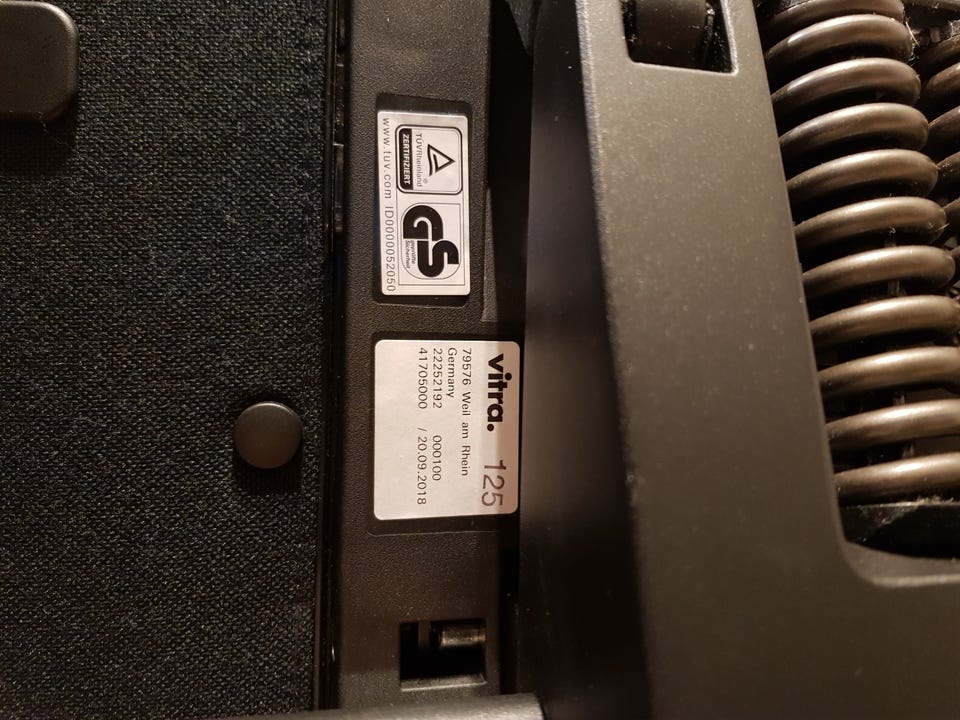 TÜVRheinland®
ZERTIFIZIERT
GS
geprüfte
Sicherheit
www.tuv.com ID0000052050
vitra. 125
79576 Weil am Rhein
Germany
22252192 000100
41705000 / 20.09.2018